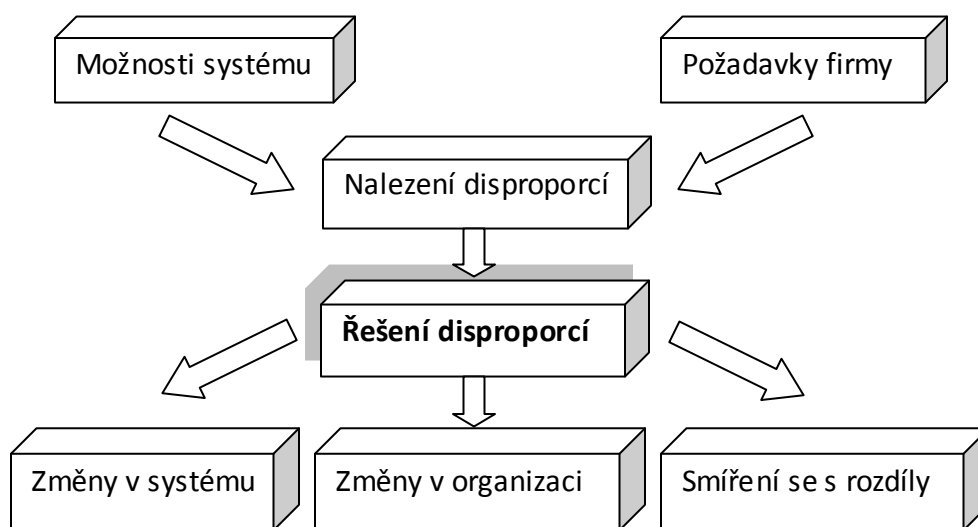 Možnosti systému
Požadavky firmy
Nalezení disproporcí
Řešení disproporcí
Změny v systému
Změny v organizaci
Smíření se s rozdíly